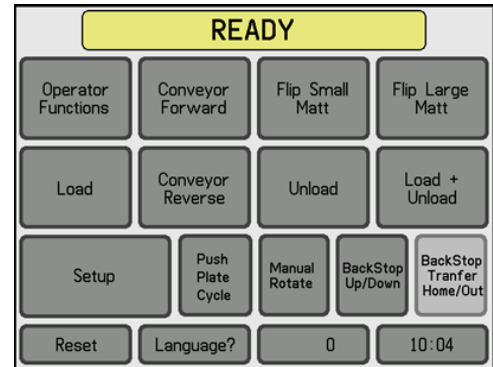 READY
Operator
Functions
Conveyor
Forward
Flip Small
Matt
Flip Large
Matt
Load
Conveyor
Reverse
Unload
Load +
Unload
Setup
Push
Plate
Cycle
Manual
Rotate
BackStop
Up/Down
BackStop
Tranfer
Home/Out
Reset
Language?
0
10:04